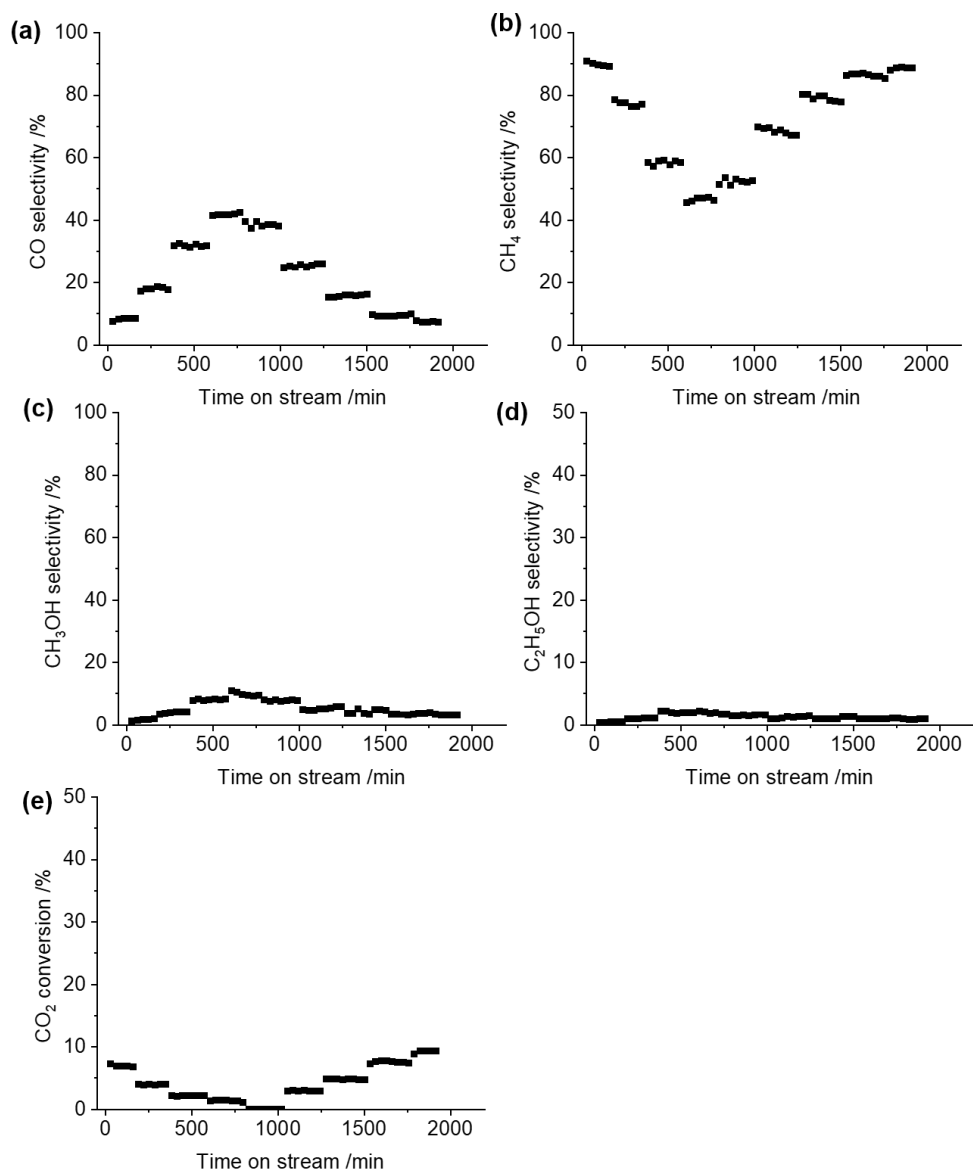 (a)
CO selectivity /%
100
80
60
40
20
0
0 500 1000 1500 2000
Time on stream /min
(b)
CH₄ selectivity /%
100
80
60
40
20
0
0 500 1000 1500 2000
Time on stream /min
(c)
CH₃OH selectivity /%
100
80
60
40
20
0
0 500 1000 1500 2000
Time on stream /min
(d)
C₂H₅OH selectivity /%
50
40
30
20
10
0
0 500 1000 1500 2000
Time on stream /min
(e)
CO₂ conversion /%
50
40
30
20
10
0
0 500 1000 1500 2000
Time on stream /min